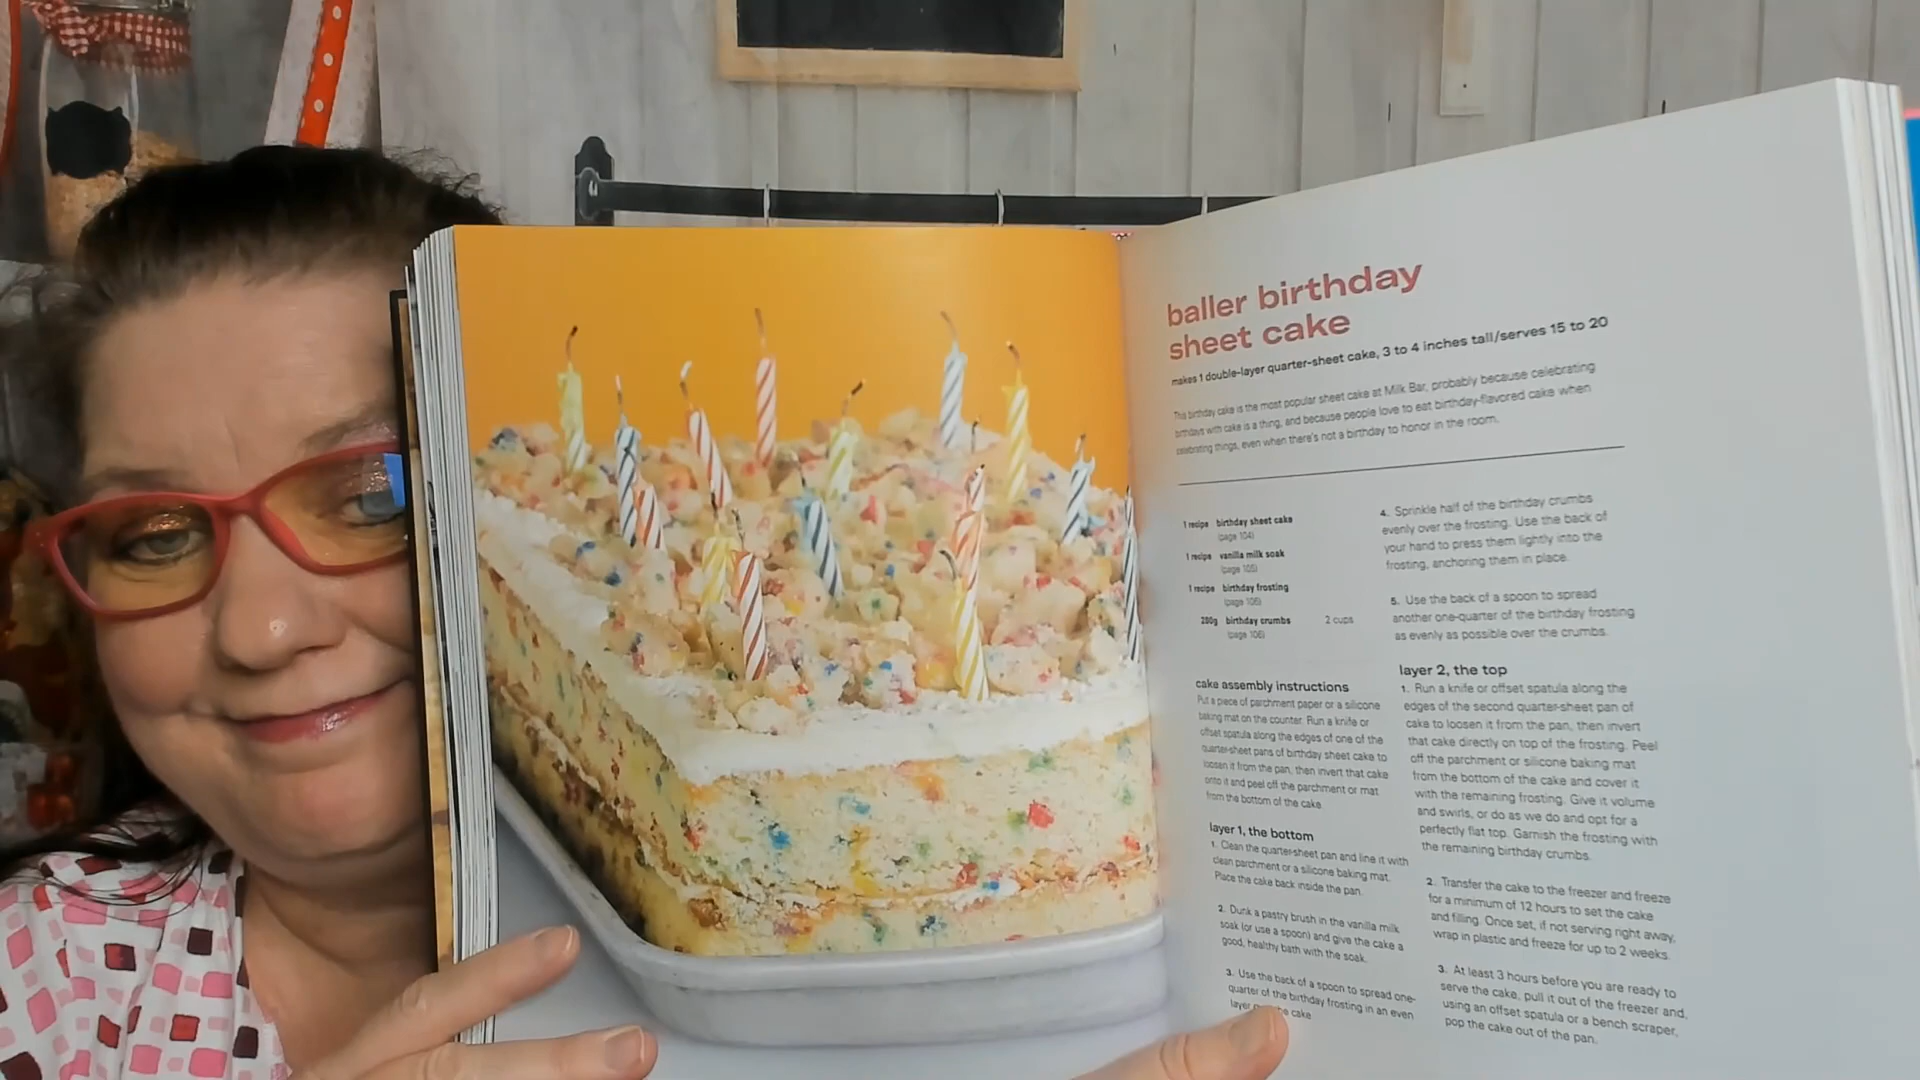 baller birthday
sheet cake
makes 1 double-layer quarter-sheet cake, 3 to 4 inches tall/serves 15 to 20
This birthday cake is the most popular sheet cake at Milk Bar, probably because celebrating
birthdays with cake is a thing, and because people love to eat birthday-flavored cake when
celebrating things, even when there's not a birthday to honor in the room.
1 recipe birthday sheet cake
(page 104)
1 recipe vanilla milk soak
(page 105)
1 recipe birthday frosting
(page 106)
200g birthday crumbs 2 cups
(page 106)
cake assembly instructions
Put a piece of parchment paper or a silicone
baking mat on the counter. Run a knife or
offset spatula along the edges of one of the
quarter-sheet pans of birthday sheet cake to
loosen it from the pan, then invert that cake
onto it and peel off the parchment or mat
from the bottom of the cake.
layer 1, the bottom
1. Clean the quarter-sheet pan and line it with
clean parchment or a silicone baking mat.
Place the cake back inside the pan.
2. Dunk a pastry brush in the vanilla milk
soak (or use a spoon) and give the cake a
good, healthy bath with the soak.
3. Use the back of a spoon to spread one-
quarter of the birthday frosting in an even
layer cake
4. Sprinkle half of the birthday crumbs
evenly over the frosting. Use the back of
your hand to press them lightly into the
frosting, anchoring them in place.
5. Use the back of a spoon to spread
another one-quarter of the birthday frosting
as evenly as possible over the crumbs.
layer 2, the top
1. Run a knife or offset spatula along the
edges of the second quarter-sheet pan of
cake to loosen it from the pan, then invert
that cake directly on top of the frosting. Peel
off the parchment or silicone baking mat
from the bottom of the cake and cover it
with the remaining frosting. Give it volume
and swirls, or do as we do and opt for a
perfectly flat top. Garnish the frosting with
the remaining birthday crumbs.
2. Transfer the cake to the freezer and freeze
for a minimum of 12 hours to set the cake
and filling. Once set, if not serving right away,
wrap in plastic and freeze for up to 2 weeks.
3. At least 3 hours before you are ready to
serve the cake, pull it out of the freezer and,
using an offset spatula or a bench scraper,
pop the cake out of the pan.